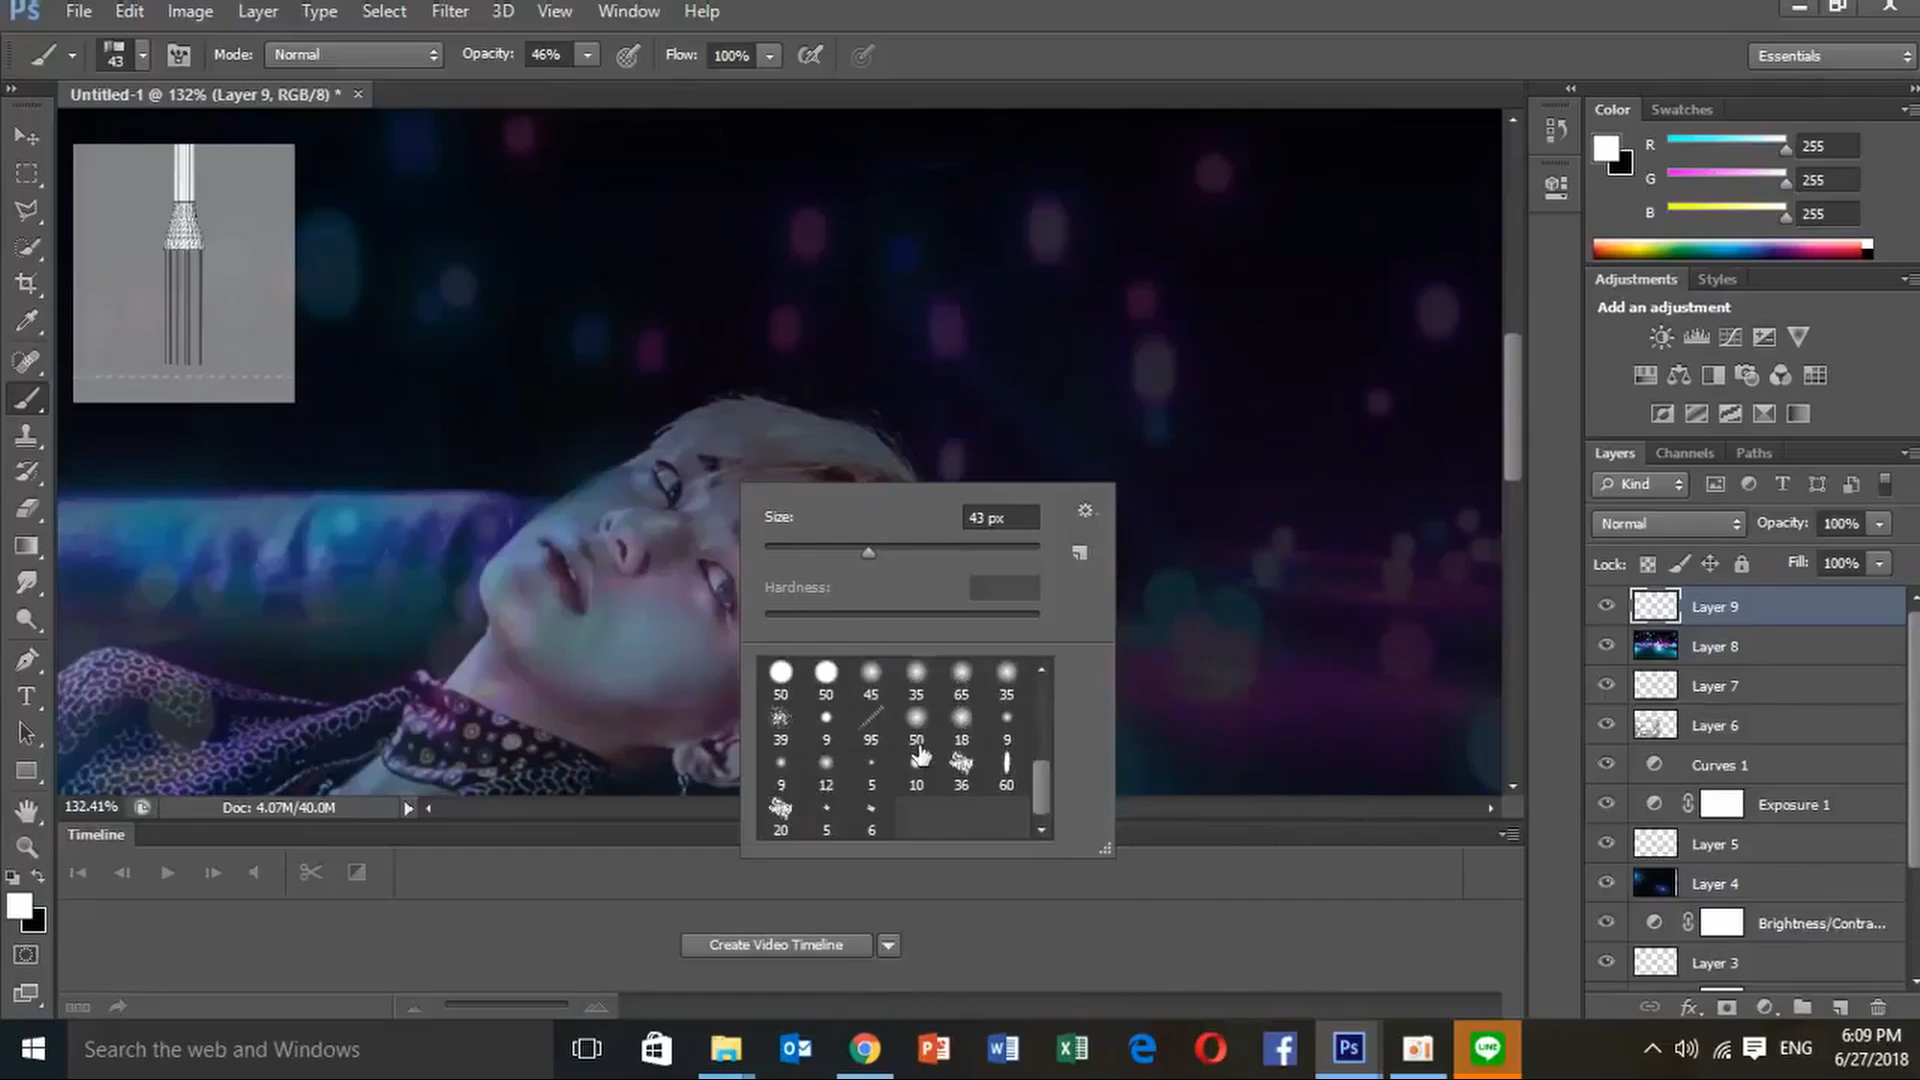 Ps File Edit Image Layer Type Select Filter 3D View Window Help
43 Mode: Normal Opacity: 46% Flow: 100% Essentials
Untitled-1 @ 132% (Layer 9, RGB/8) * ×
Color Swatches
R 255
G 255
B 255
Adjustments Styles
Add an adjustment
Layers Channels Paths
Kind
Normal Opacity: 100%
Lock: Fill: 100%
Layer 9
Layer 8
Layer 7
Layer 6
Curves 1
Exposure 1
Layer 5
Layer 4
Brightness/Contra...
Layer 3
Size: 43 px
Hardness:
50 50 45 35 65 35
39 9 95 50 18 9
9 12 5 10 36 60
20 5 6
132.41% Doc: 4.07M/40.0M
Timeline
Create Video Timeline
Search the web and Windows
Ps
LINE
ENG
6:09 PM
6/27/2018